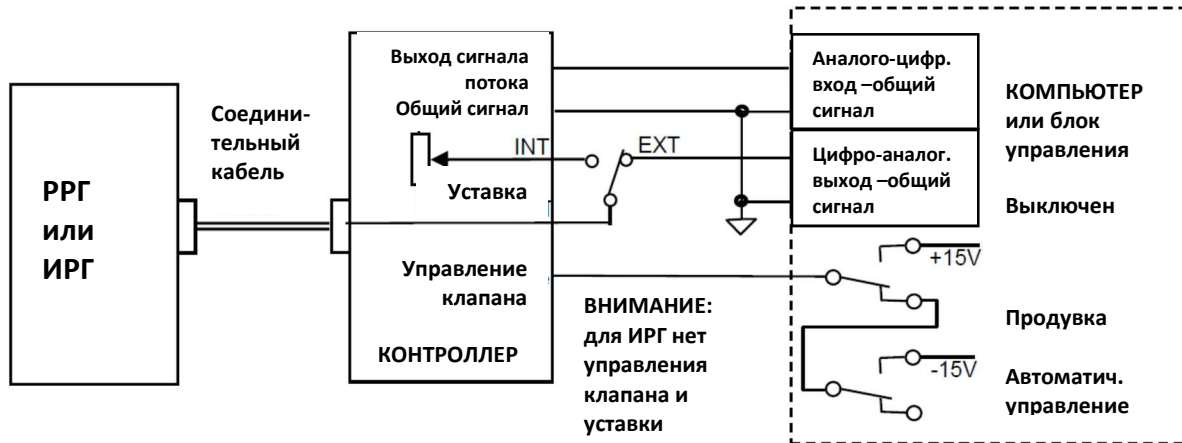 РРГ
или
ИРГ
Соедини-
тельный
кабель
Выход сигнала
потока
Общий сигнал
INT
EXT
Уставка
Управление
клапана
КОНТРОЛЛЕР
ВНИМАНИЕ:
для ИРГ нет
управления
клапана и
уставки
Аналого-цифр.
вход –общий
сигнал
Цифро-аналог.
выход –общий
сигнал
КОМПЬЮТЕР
или блок
управления
Выключен
+15V
Продувка
-15V
Автоматич.
управление